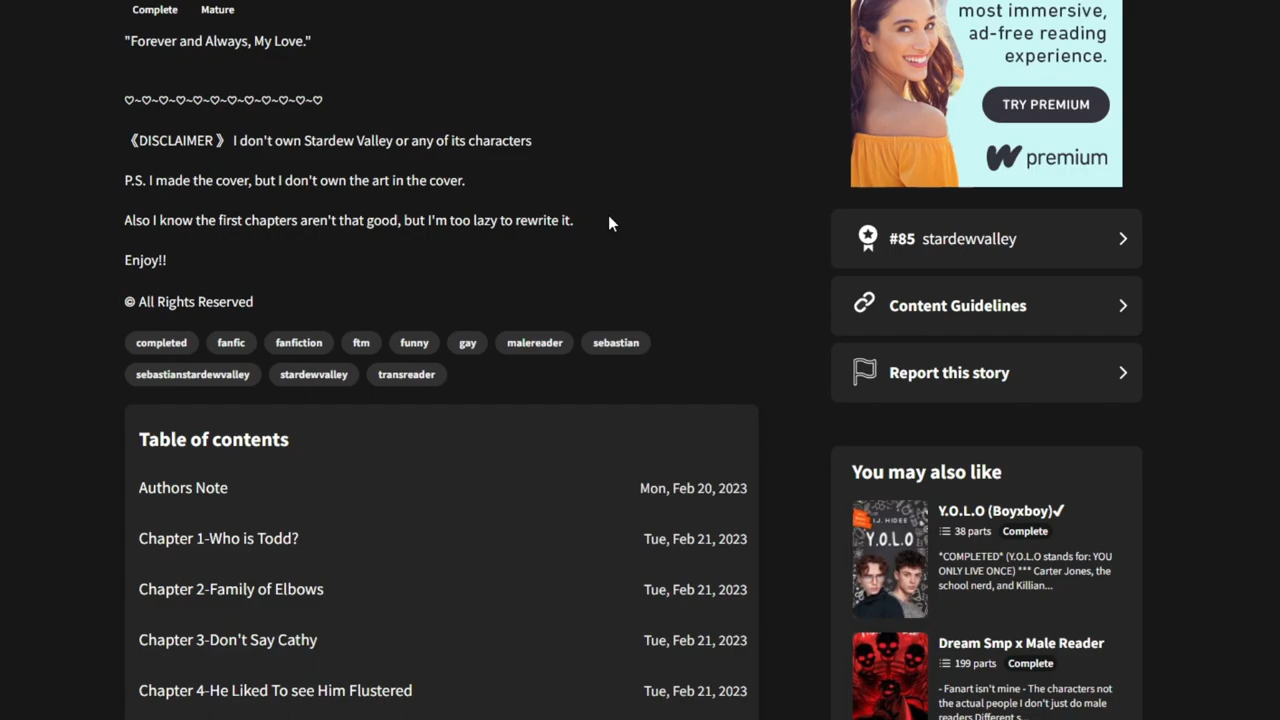 Complete Mature
"Forever and Always, My Love."
♡~♡~♡~♡~♡~♡~♡~♡~♡~♡~♡~♡
《DISCLAIMER 》 I don't own Stardew Valley or any of its characters
P.S. I made the cover, but I don't own the art in the cover.
Also I know the first chapters aren't that good, but I'm too lazy to rewrite it.
Enjoy!!
© All Rights Reserved
completed fanfic fanfiction ftm funny gay malereader sebastian
sebastianstardewvalley stardewvalley transreader
Table of contents
Authors Note Mon, Feb 20, 2023
Chapter 1-Who is Todd? Tue, Feb 21, 2023
Chapter 2-Family of Elbows Tue, Feb 21, 2023
Chapter 3-Don't Say Cathy Tue, Feb 21, 2023
Chapter 4-He Liked To see Him Flustered Tue, Feb 21, 2023
most immersive,
ad-free reading
experience.
TRY PREMIUM
premium
#85 stardewvalley
Content Guidelines
Report this story
You may also like
I.J. HIDEE
Y.O.L.O
Y.O.L.O (Boyxboy)✓
38 parts Complete
*COMPLETED* (Y.O.L.O stands for: YOU
ONLY LIVE ONCE) *** Carter Jones, the
school nerd, and Killian...
Dream Smp x Male Reader
199 parts Complete
- Fanart isn't mine - The characters not
the actual people I don't just do male
readers Different s...